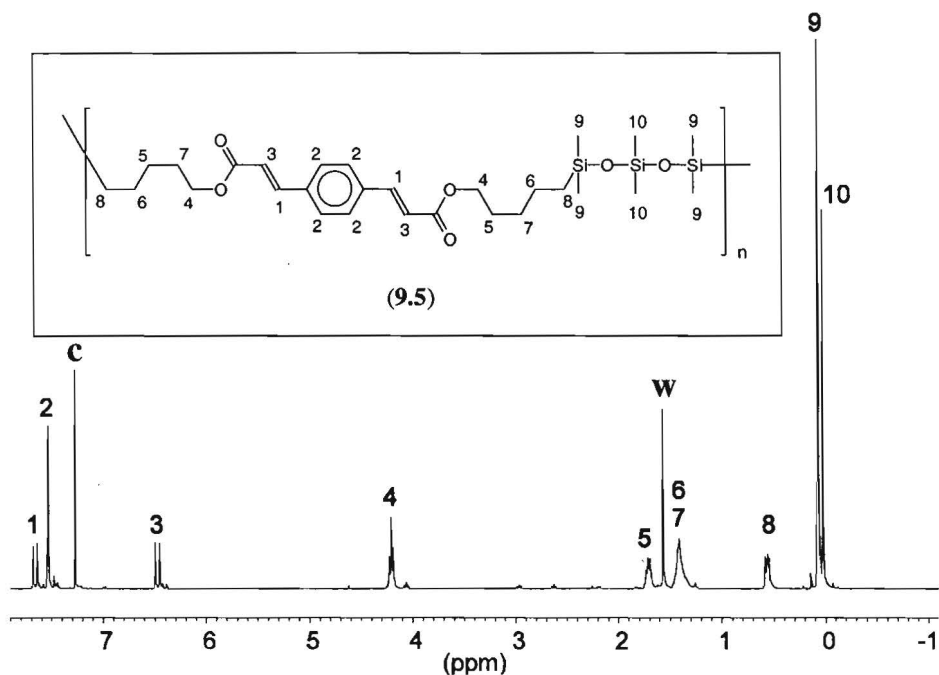 9
9 10 9
O 3 2 2
5 7 1 4 6 Si O Si O Si
8 6 4 O 1 2 2 3 O 5 7 8 9 10 9
O
n
(9.5)
10
c
w
2
4
6
1 3 5 7 8
7 6 5 4 3 2 1 0 -1
(ppm)